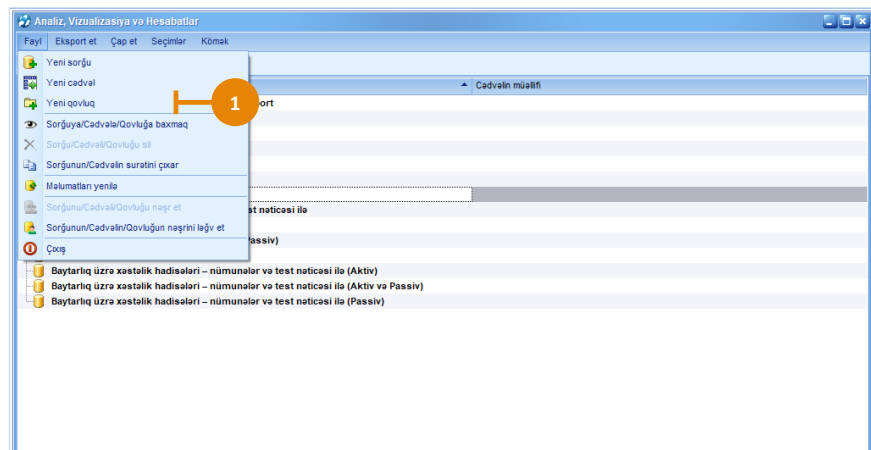 Analiz, Vizualizasiya və Hesabatlar
Fayl Eksport et Çap et Seçimlər Kömək
Yeni sorğu
Yeni cədvəl
Cədvəlin müəllifi
Yeni qovluq
1
ort
Sorğuya/Cədvələ/Qovluğa baxmaq
Sorğu/Cədvəli/Qovluğu sil
Sorğunun/Cədvəlin surətini çıxar
Məlumatları yenilə
Sorğunu/Cədvəli/Qovluğu nəşr et
st nəticəsi ilə
Sorğunun/Cədvəlin/Qovluğun nəşrini ləğv et
Passiv)
Çıxış
Baytarlıq üzrə xəstəlik hadisələri – nümunələr və test nəticəsi ilə (Aktiv)
Baytarlıq üzrə xəstəlik hadisələri – nümunələr və test nəticəsi ilə (Aktiv və Passiv)
Baytarlıq üzrə xəstəlik hadisələri – nümunələr və test nəticəsi ilə (Passiv)